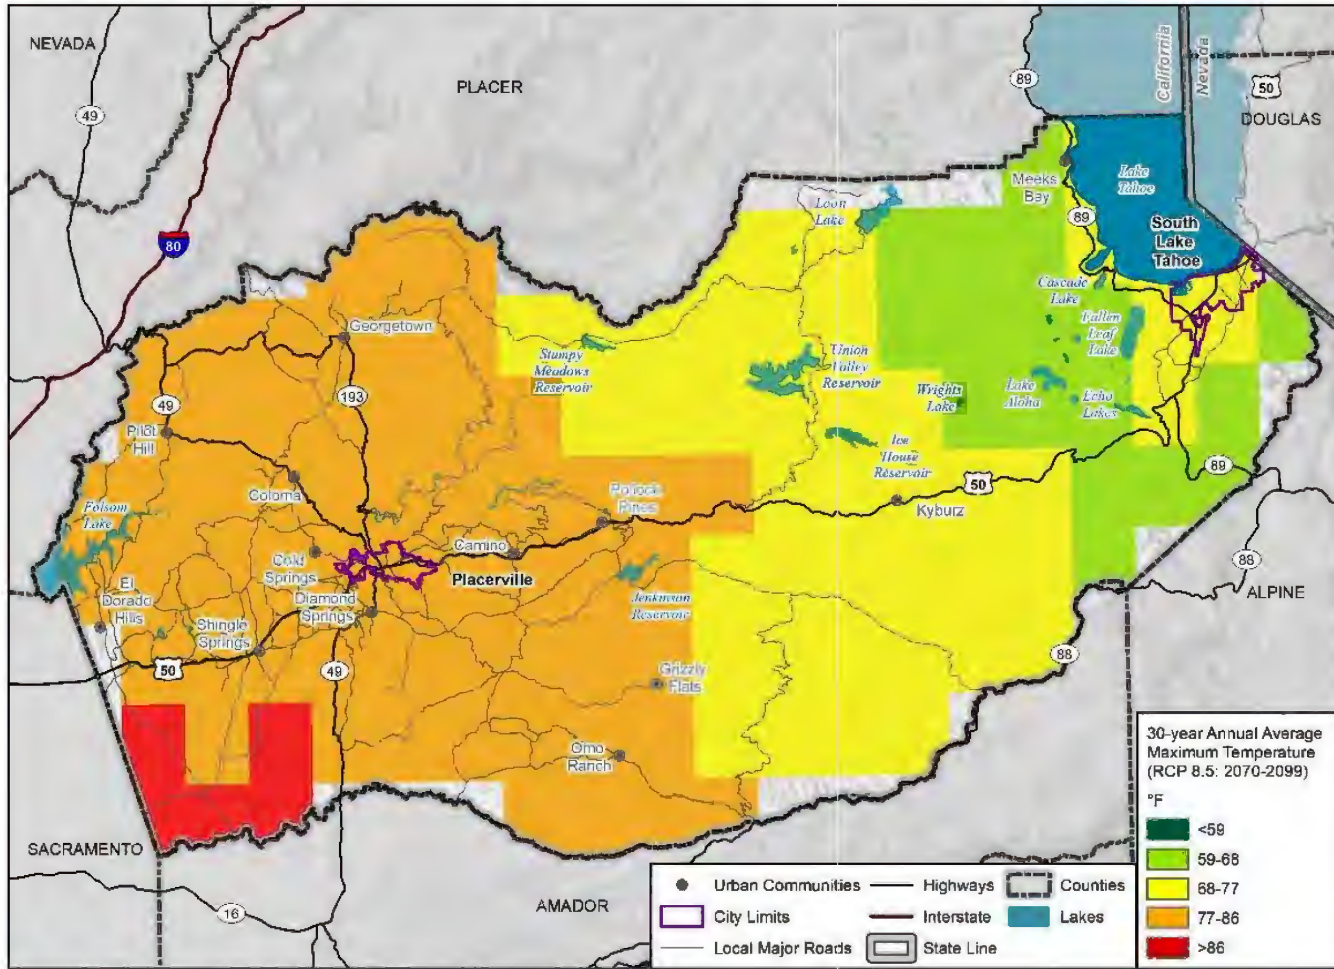 NEVADA
49
PLACER
89
California
Nevada
50
DOUGLAS
80
Meeks
Bay
Lake
Tahoe
89
South
Lake
Tahoe
Loon
Lake
Cascade
Lake
Fallen
Leaf
Lake
Georgetown
Stumpy
Meadows
Reservoir
Union
Valley
Reservoir
Wrights
Lake
Lake
Aloha
Echo
Lakes
193
49
Pilot
Hill
Ice
House
Reservoir
89
50
Kyburz
Coloma
Pollock
Pines
Folsom
Lake
Camino
Cold
Springs
Placerville
El
Dorado
Hills
Diamond
Springs
Jenkinson
Reservoir
88
ALPINE
Shingle
Springs
50
49
88
Grizzly
Flats
Omo
Ranch
SACRAMENTO
16
AMADOR
30-year Annual Average
Maximum Temperature
(RCP 8.5: 2070-2099)
°F
<59
59-68
68-77
77-86
>86
Urban Communities
Highways
Counties
City Limits
Interstate
Lakes
Local Major Roads
State Line